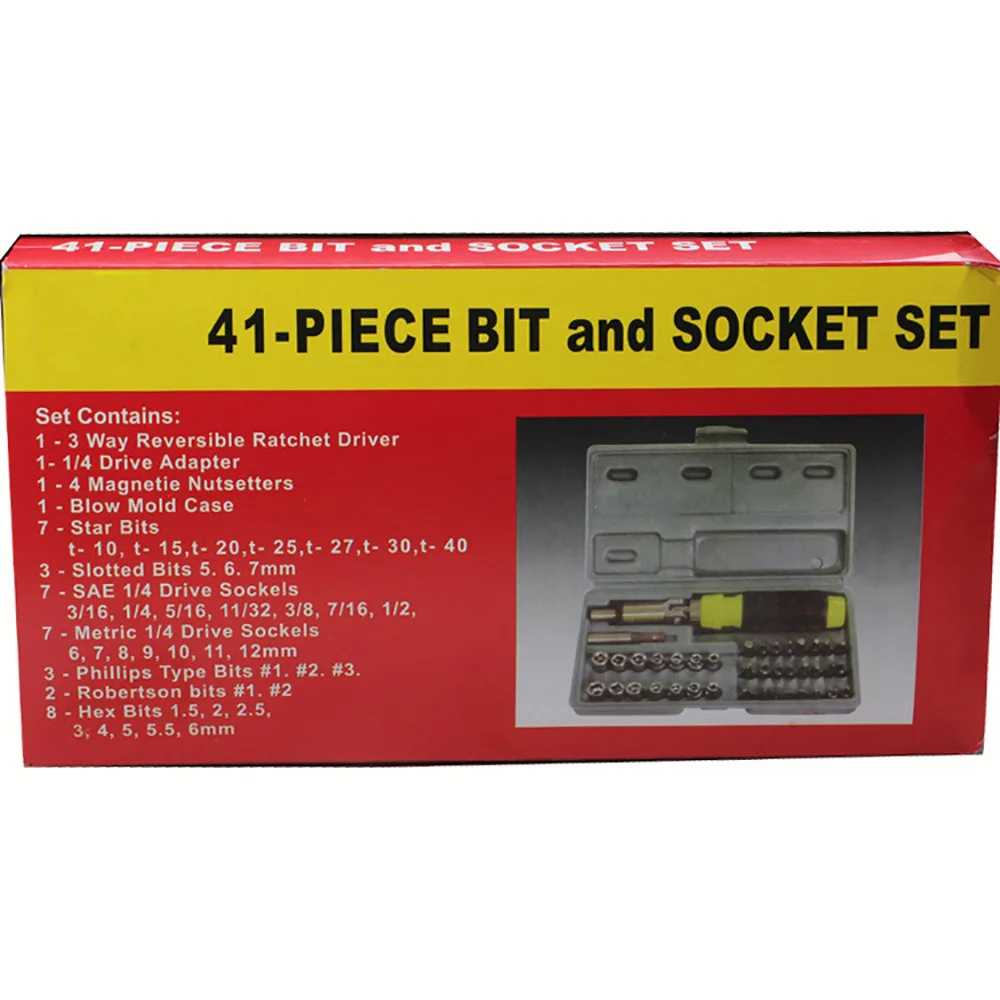 41-PIECE BIT and SOCKET SET
41-PIECE BIT and SOCKET SET
Set Contains:
1 - 3 Way Reversible Ratchet Driver
1- 1/4 Drive Adapter
1 - 4 Magnetie Nutsetters
1 - Blow Mold Case
7 - Star Bits
t- 10, t- 15,t- 20,t- 25,t- 27,t- 30,t- 40
3 - Slotted Bits 5. 6. 7mm
7 - SAE 1/4 Drive Sockels
3/16, 1/4, 5/16, 11/32, 3/8, 7/16, 1/2,
7 - Metric 1/4 Drive Sockels
6, 7, 8, 9, 10, 11, 12mm
3 - Phillips Type Bits #1. #2. #3.
2 - Robertson bits #1. #2
8 - Hex Bits 1.5, 2, 2.5,
3, 4, 5, 5.5, 6mm